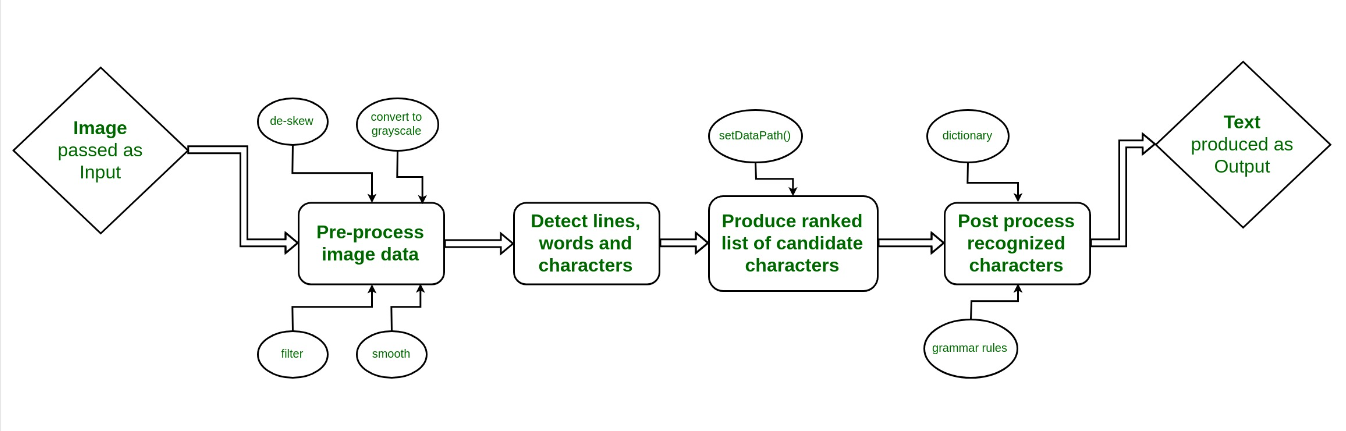 Image
passed as
Input
de-skew
convert to
grayscale
Pre-process
image data
filter
smooth
Detect lines,
words and
characters
setDataPath()
Produce ranked
list of candidate
characters
dictionary
Post process
recognized
characters
grammar rules
Text
produced as
Output